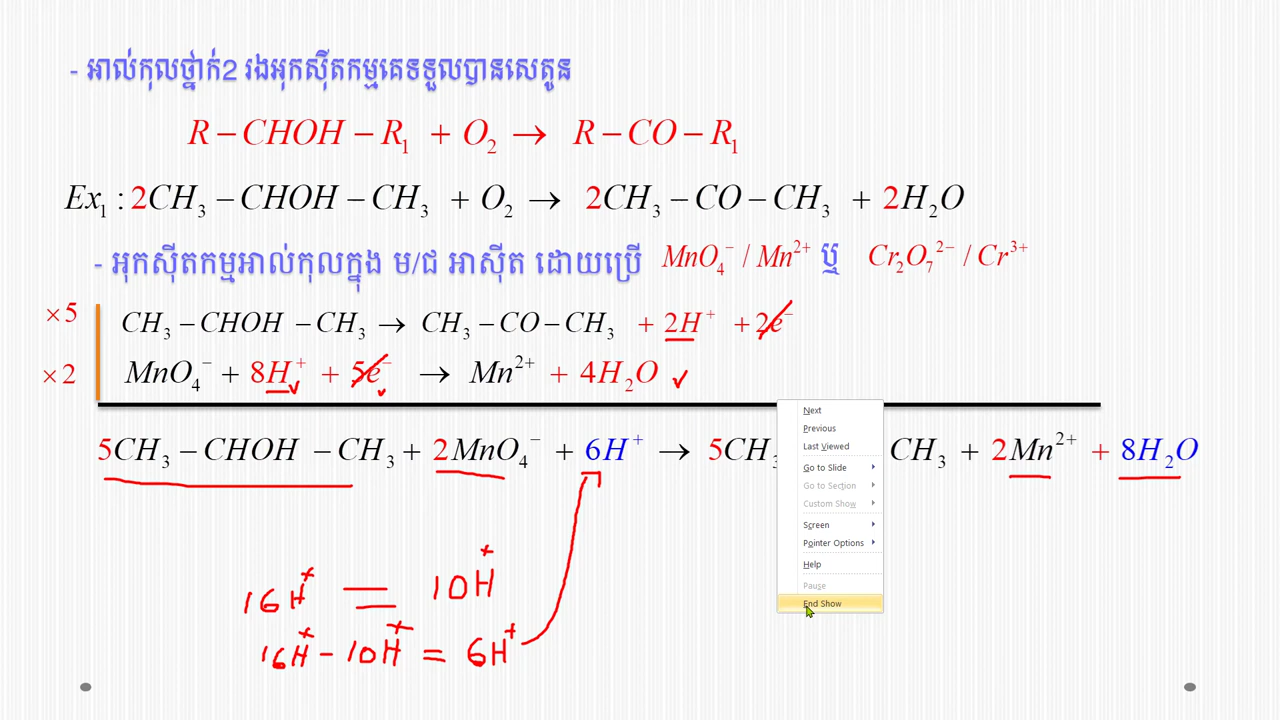 - អាល់កុលថ្នាក់2 រងអុកស៊ីតកម្មគេទទួលបានសេតូន
R – CHOH – R₁ + O₂ → R – CO – R₁
Ex₁ : 2CH₃ – CHOH – CH₃ + O₂ → 2CH₃ – CO – CH₃ + 2H₂O
- អុកស៊ីតកម្មអាល់កុលក្នុង ម/ជ អាស៊ីត ដោយប្រើ MnO₄⁻ / Mn²⁺ ឬ Cr₂O₇²⁻ / Cr³⁺
×5 CH₃ – CHOH – CH₃ → CH₃ – CO – CH₃ + 2H⁺ + 2e⁻
×2 MnO₄⁻ + 8H⁺ + 5e⁻ → Mn²⁺ + 4H₂O
5CH₃ – CHOH – CH₃ + 2MnO₄⁻ + 6H⁺ → 5CH₃ CH₃ + 2Mn²⁺ + 8H₂O
Next
Previous
Last Viewed
Go to Slide
Go to Section
Custom Show
Screen
Pointer Options
Help
Pause
End Show
16H⁺ = 10H⁺
16H⁺ – 10H⁺ = 6H⁺